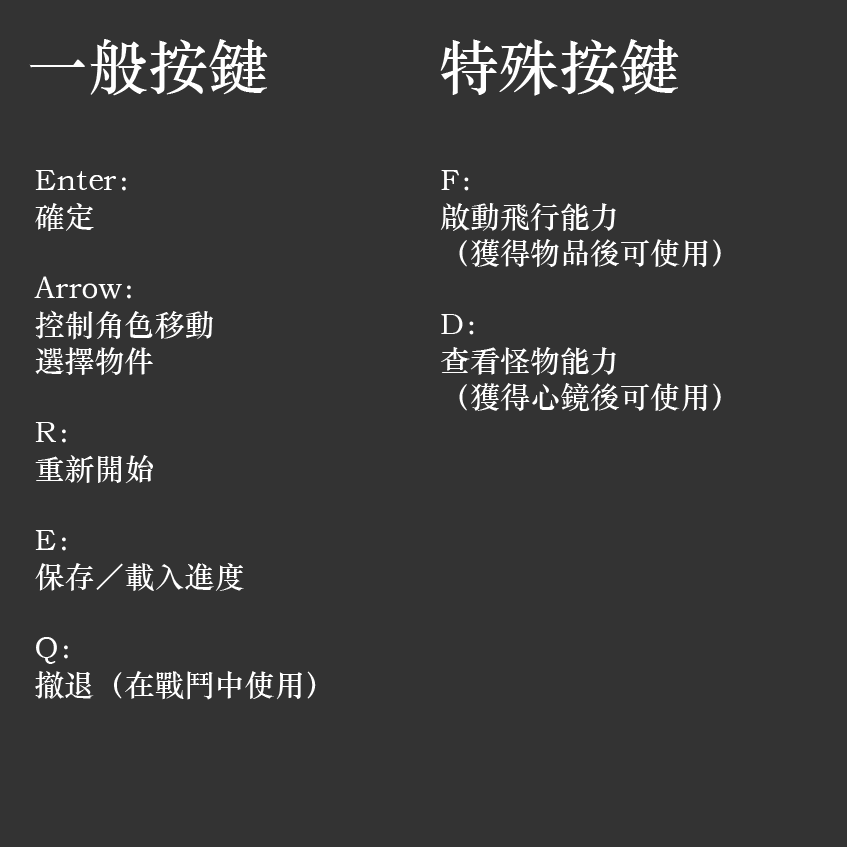 一般按鍵
Enter:
確定
Arrow:
控制角色移動
選擇物件
R:
重新開始
E:
保存／載入進度
Q:
撤退（在戰鬥中使用）
特殊按鍵
F:
啟動飛行能力
（獲得物品後可使用）
D:
查看怪物能力
（獲得心鏡後可使用）